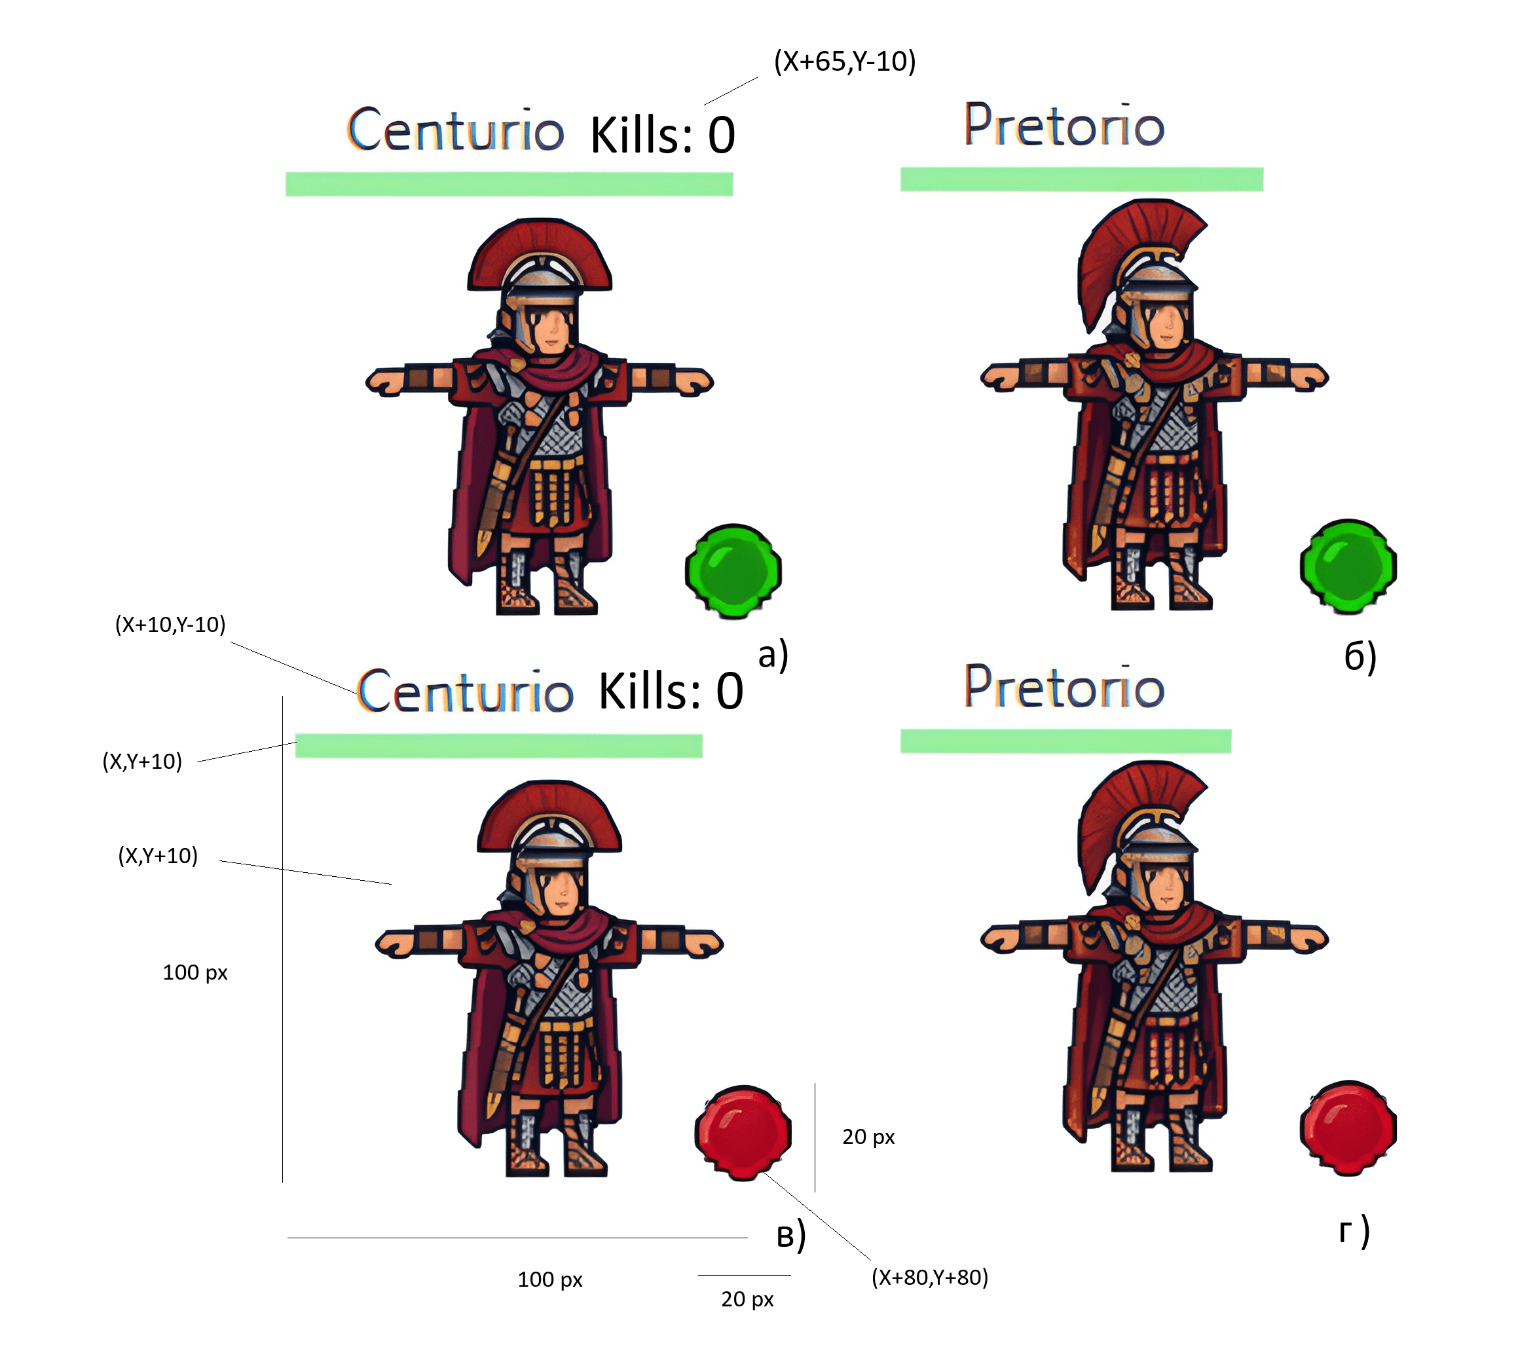 (X+65,Y-10)
Centurio Kills: 0
Pretorio
(X+10,Y-10)
а)
б)
Centurio Kills: 0
Pretorio
(X,Y+10)
(X,Y+10)
100 px
20 px
в)
г )
100 px
(X+80,Y+80)
20 px